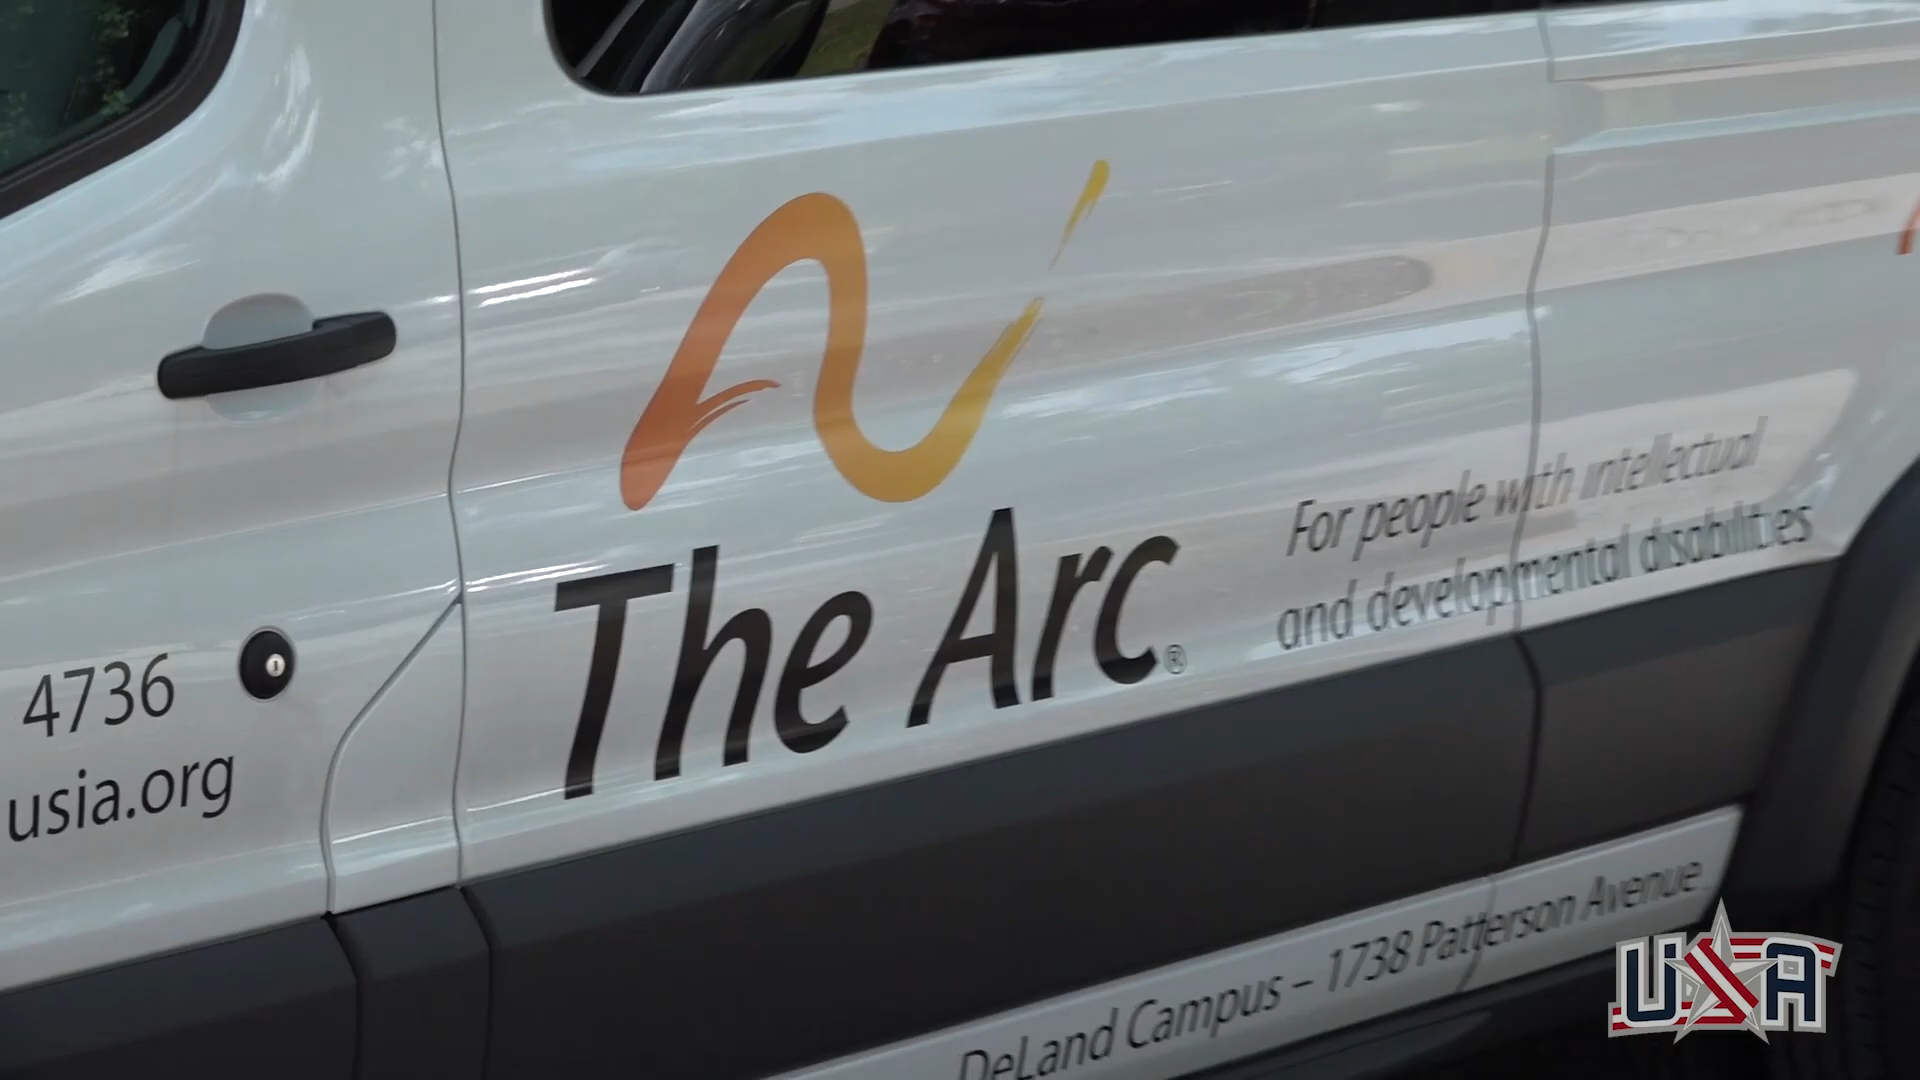 4736
usia.org
The Arc®
For people with intellectual
and developmental disabilities
DeLand Campus – 1738 Patterson Avenue
USA